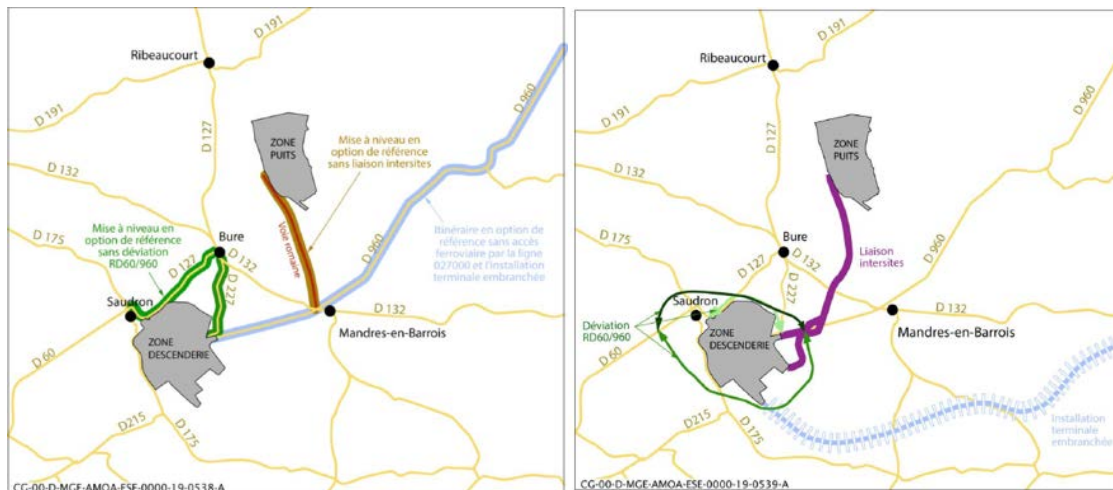 D 191
Ribeaucourt
D 191
D 127
D 960
ZONE
PUITS
Mise à niveau en
option de référence
sans liaison intersites
D 132
Mise à niveau en
option de référence
sans déviation
RD60/960
D 175
Bure
D 127
D 132
D 227
Voie romaine
D 960
Itinéraire en option de
référence sans accès
ferroviaire par la ligne
027000 et l'installation
terminale embranchée
Saudron
D 132
ZONE
DESCENDERIE
Mandres-en-Barrois
D 60
D215
D 175
CG-00-D-MGE-AMOA-ESE-0000-19-0538-A
D 191
Ribeaucourt
D 191
D 127
D 960
ZONE
PUITS
D 132
D 175
Bure
D 132
D 227
Liaison
intersites
D 960
Saudron
D 132
ZONE
DESCENDERIE
Mandres-en-Barrois
Déviation
RD60/960
D 60
D215
D 175
Installation
terminale
embranchée
CG-00-D-MGE-AMOA-ESE-0000-19-0539-A